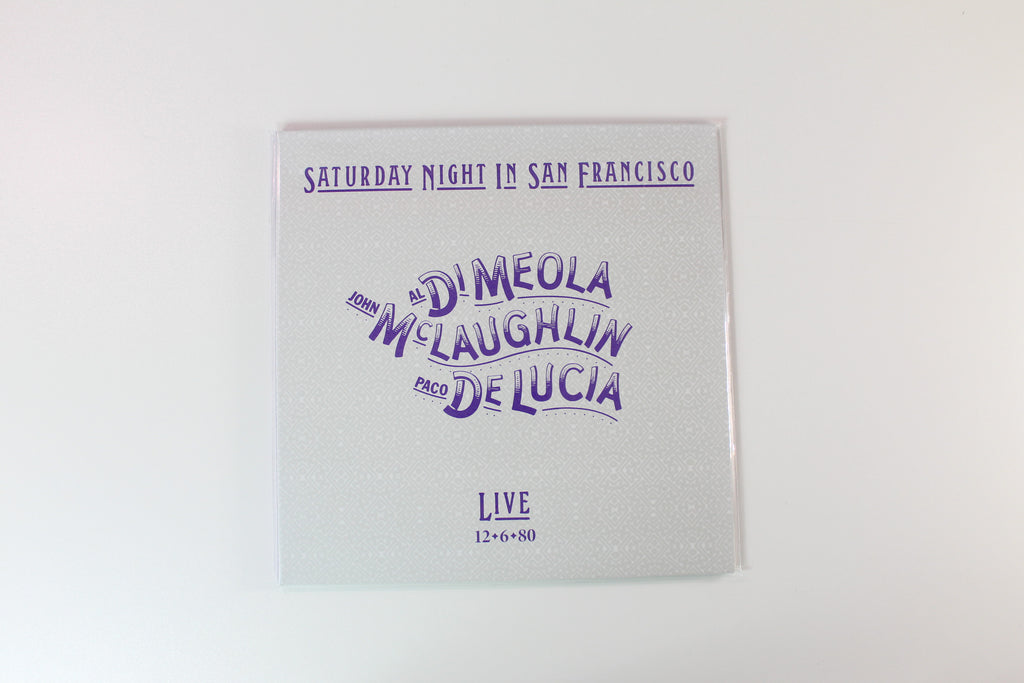 SATURDAY NIGHT IN SAN FRANCISCO
AL DI MEOLA
JOHN MCLAUGHLIN
PACO DE LUCIA
LIVE
12✦6✦80